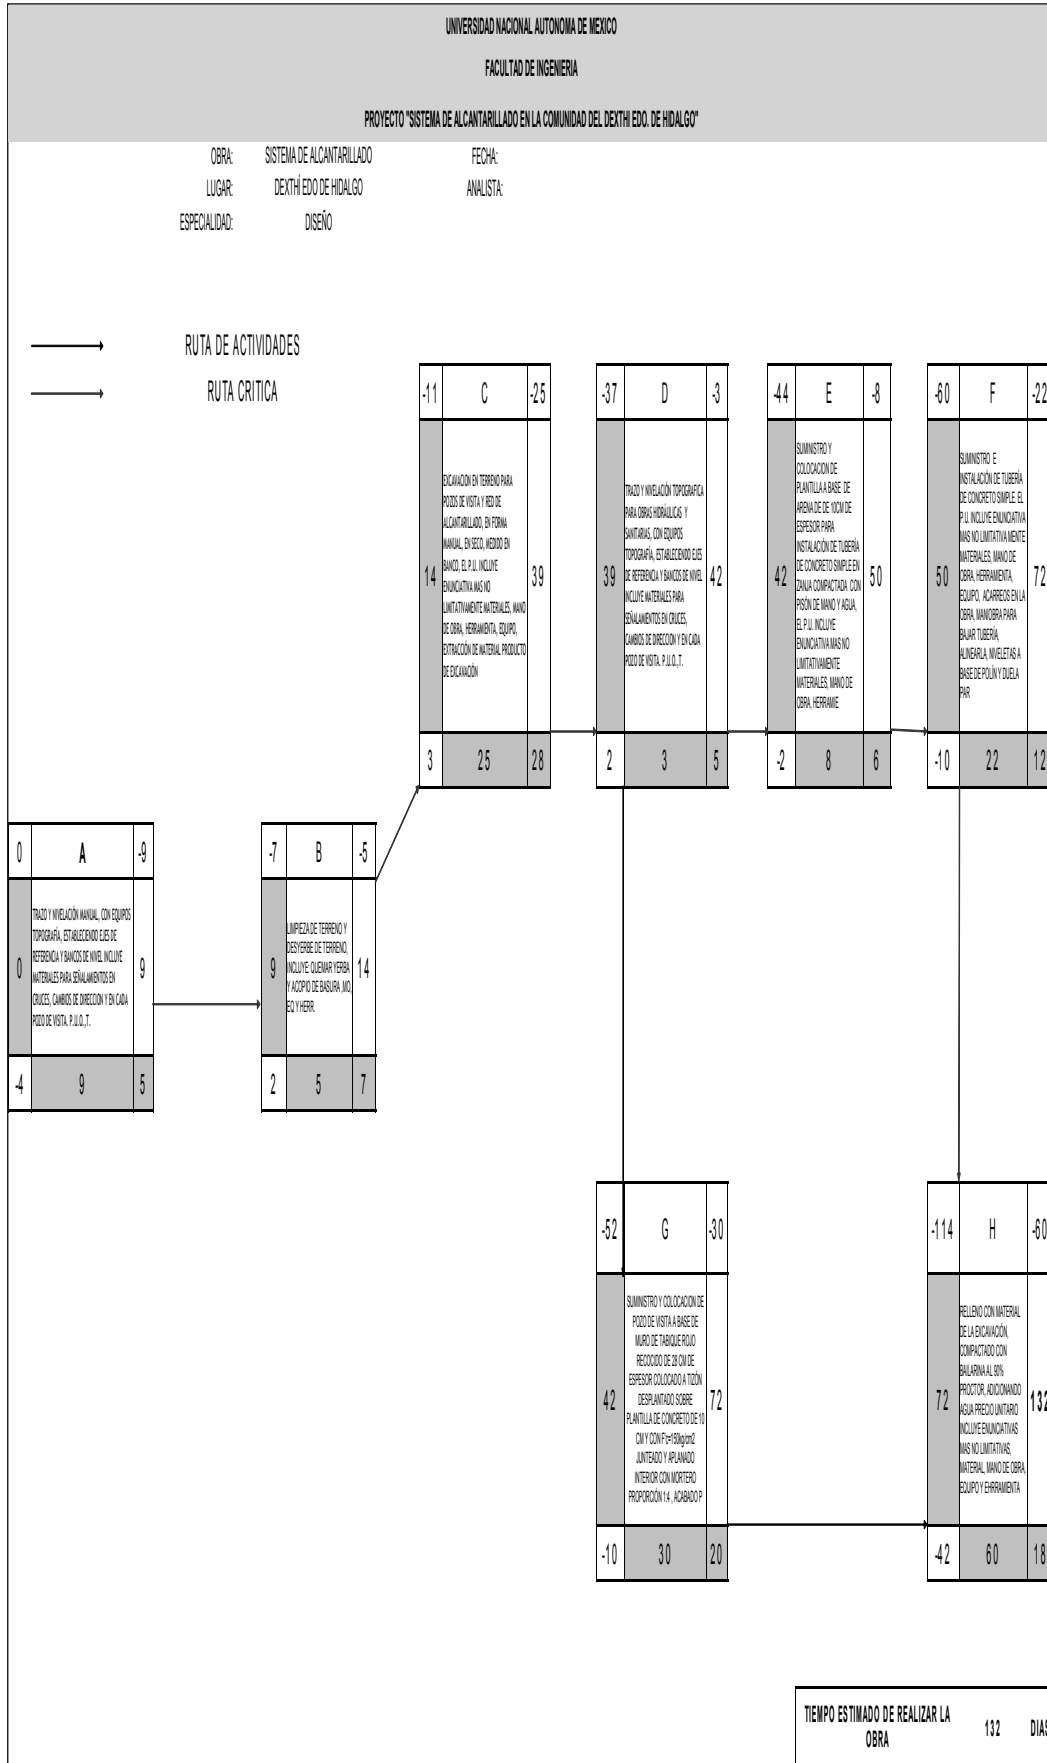 UNIVERSIDAD NACIONAL AUTONOMA DE MEXICO
FACULTAD DE INGENIERIA
PROYECTO "SISTEMA DE ALCANTARILLADO EN LA COMUNIDAD DEL DEXTHI EDO. DE HIDALGO"
OBRA: SISTEMA DE ALCANTARILLADO FECHA:
LUGAR: DEXTHÍ EDO DE HIDALGO ANALISTA:
ESPECIALIDAD: DISEÑO
RUTA DE ACTIVIDADES
RUTA CRITICA
-11 C -25
EXCAVACION EN TERRENO PARA
POZOS DE VISITA Y RED DE
ALCANTARILLADO, EN FORMA
MANUAL, EN SECO, MEDIDO EN
BANCO, EL P.U. INCLUYE
ENUNCIATIVA MAS NO
LIMITATIVAMENTE MATERIALES, MANO
DE OBRA, HERRAMIENTA, EQUIPO,
EXTRACCIÓN DE MATERIAL PRODUCTO
DE EXCAVACIÓN
14 39
3 25 28
-37 D -3
TRAZO Y NIVELACIÓN TOPOGRAFICA
PARA OBRAS HIDRÁULICAS Y
SANITARIAS, CON EQUIPOS
TOPOGRAFÍA, ESTABLECIENDO EJES
DE REFERENCIA Y BANCOS DE NIVEL
INCLUYE MATERIALES PARA
SEÑALAMIENTOS EN CRUCES,
CAMBIOS DE DIRECCION Y EN CADA
POZO DE VISITA. P.U.O.,T.
39 42
2 3 5
-44 E -8
SUMINISTRO Y
COLOCACION DE
PLANTILLA A BASE DE
ARENA DE DE 10CM DE
ESPESOR PARA
INSTALACIÓN DE TUBERÍA
DE CONCRETO SIMPLE EN
ZANJA COMPACTADA CON
PISÓN DE MANO Y AGUA,
EL P.U. INCLUYE
ENUNCIATIVA MAS NO
LIMITATIVAMENTE
MATERIALES, MANO DE
OBRA, HERRAMIE
42 50
-2 8 6
-60 F -22
SUMINISTRO E
INSTALACIÓN DE TUBERÍA
DE CONCRETO SIMPLE. EL
P.U. INCLUYE ENUNCIATIVA
MAS NO LIMITATIVA MENTE
MATERIALES, MANO DE
OBRA, HERRAMIENTA,
EQUIPO, ACARREOS EN LA
OBRA, MANIOBRA PARA
BAJAR TUBERÍA,
ALINEARLA, NIVELETAS A
BASE DE POLÍN Y DUELA
PAR
50 72
-10 22 12
0 A -9
TRAZO Y NIVELACIÓN MANUAL, CON EQUIPOS
TOPOGRAFÍA, ESTABLECIENDO EJES DE
REFERENCIA Y BANCOS DE NIVEL INCLUYE
MATERIALES PARA SEÑALAMIENTOS EN
CRUCES, CAMBIOS DE DIRECCION Y EN CADA
POZO DE VISITA. P.U.O.,T.
0 9
-4 9 5
-7 B -5
LIMPIEZA DE TERRENO Y
DESYERBE DE TERRENO,
INCLUYE: QUEMAR YERBA
Y ACOPIO DE BASURA ,MO,
EQ. Y HERR.
9 14
2 5 7
-52 G -30
SUMINISTRO Y COLOCACION DE
POZO DE VISITA A BASE DE
MURO DE TABIQUE ROJO
RECOCIDO DE 28 CM DE
ESPESOR COLOCADO A TIZÓN
DESPLANTADO SOBRE
PLANTILLA DE CONCRETO DE 10
CM Y CON F'c=150kg/cm2
JUNTEADO Y APLANADO
INTERIOR CON MORTERO
PROPORCIÓN 1:4 , ACABADO P
42 72
-10 30 20
-114 H -60
RELLENO CON MATERIAL
DE LA EXCAVACIÓN,
COMPACTADO CON
BAILARINA AL 90%
PROCTOR, ADICIONANDO
AGUA PRECIO UNITARIO
INCLUYE ENUNCIATIVAS
MAS NO LIMITATIVAS,
MATERIAL, MANO DE OBRA,
EQUIPO Y EHRRAMIENTA
72 132
-42 60 18
TIEMPO ESTIMADO DE REALIZAR LA
OBRA 132 DIAS